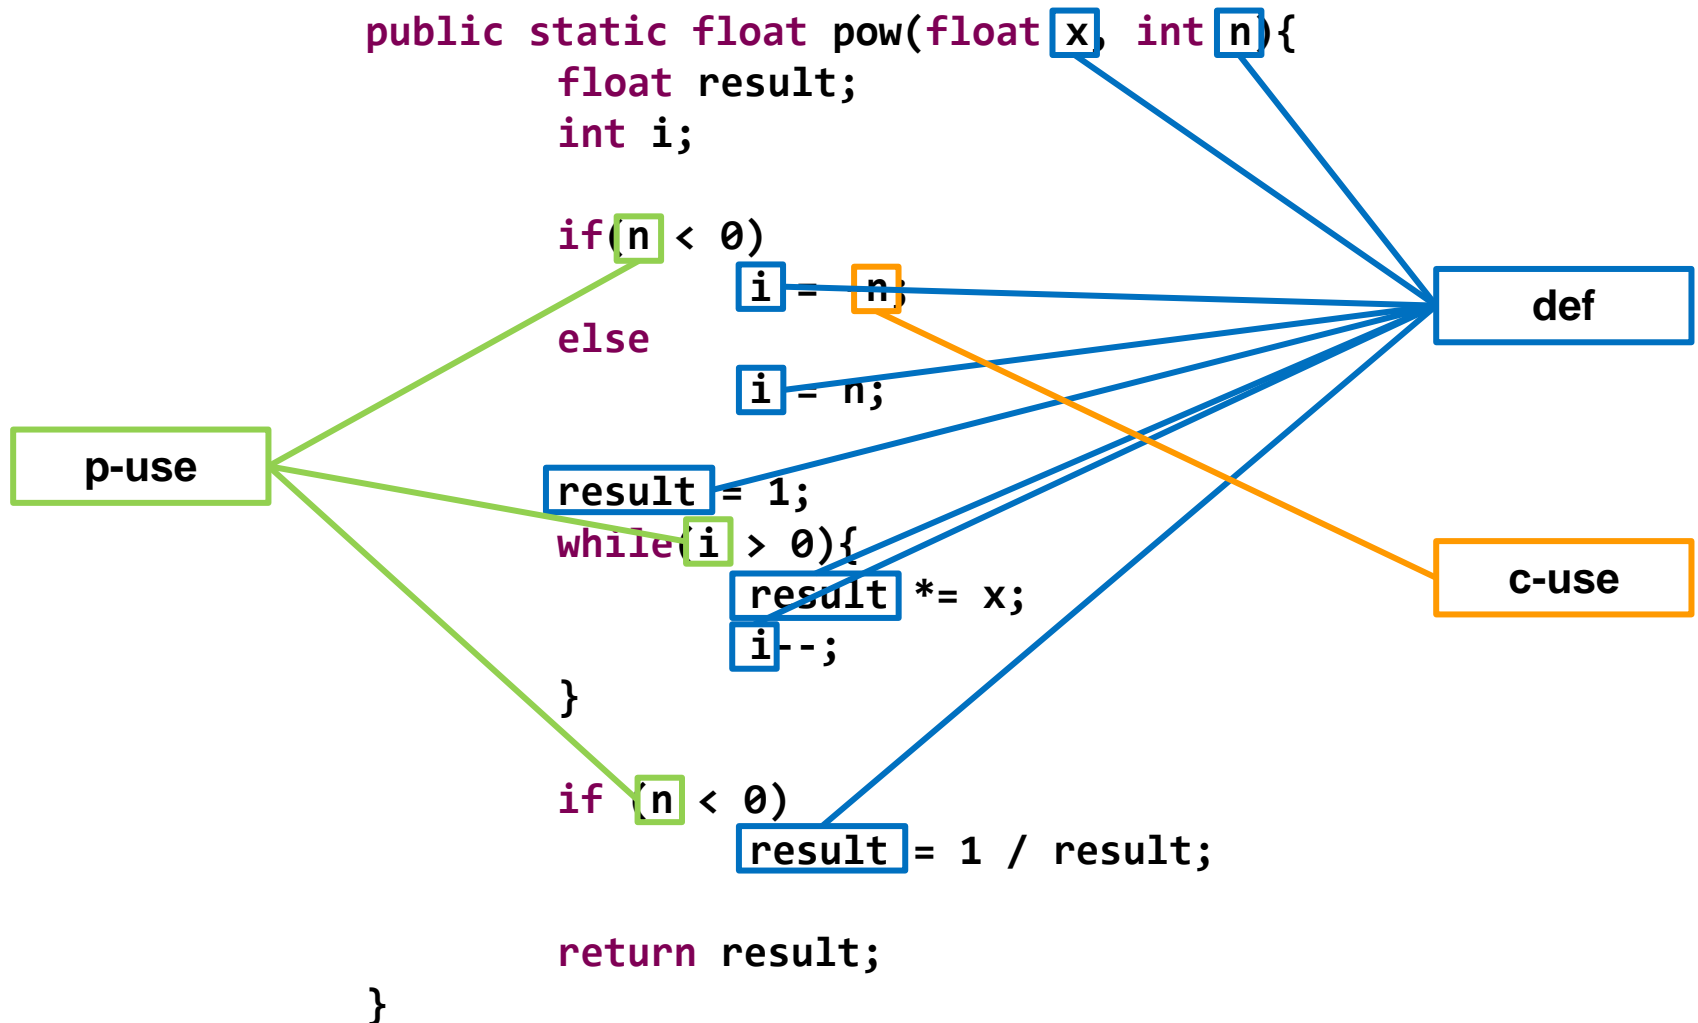 public static float pow(float x, int n){
float result;
int i;
if(n < 0)
i = n;
def
else
i = n;
p-use
result = 1;
while(i > 0){
c-use
result *= x;
i--;
}
if (n < 0)
result = 1 / result;
return result;
}